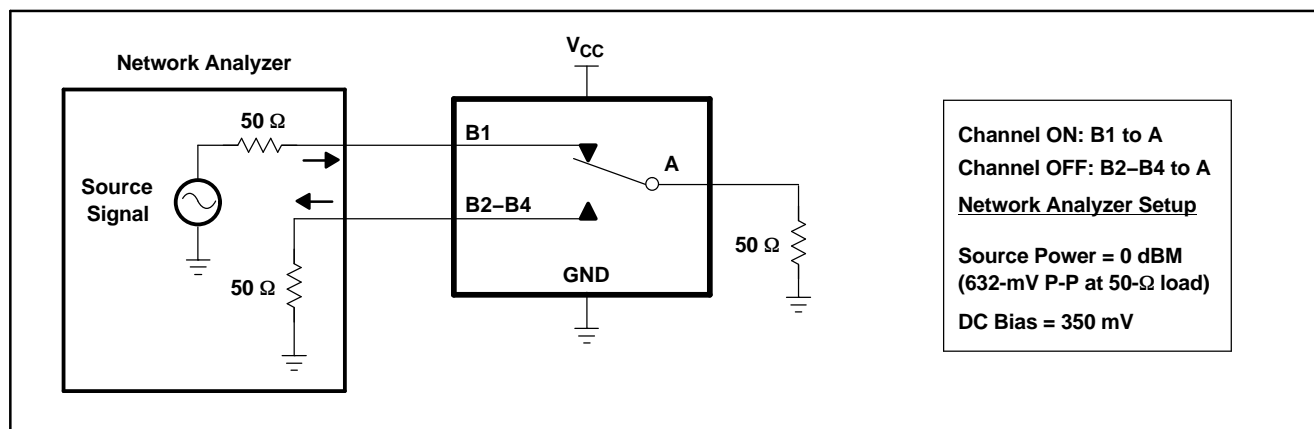 Network Analyzer
50 Ω
Source
Signal
50 Ω
VCC
B1
A
B2–B4
GND
50 Ω
Channel ON: B1 to A
Channel OFF: B2–B4 to A
Network Analyzer Setup
Source Power = 0 dBM
(632-mV P-P at 50-Ω load)
DC Bias = 350 mV